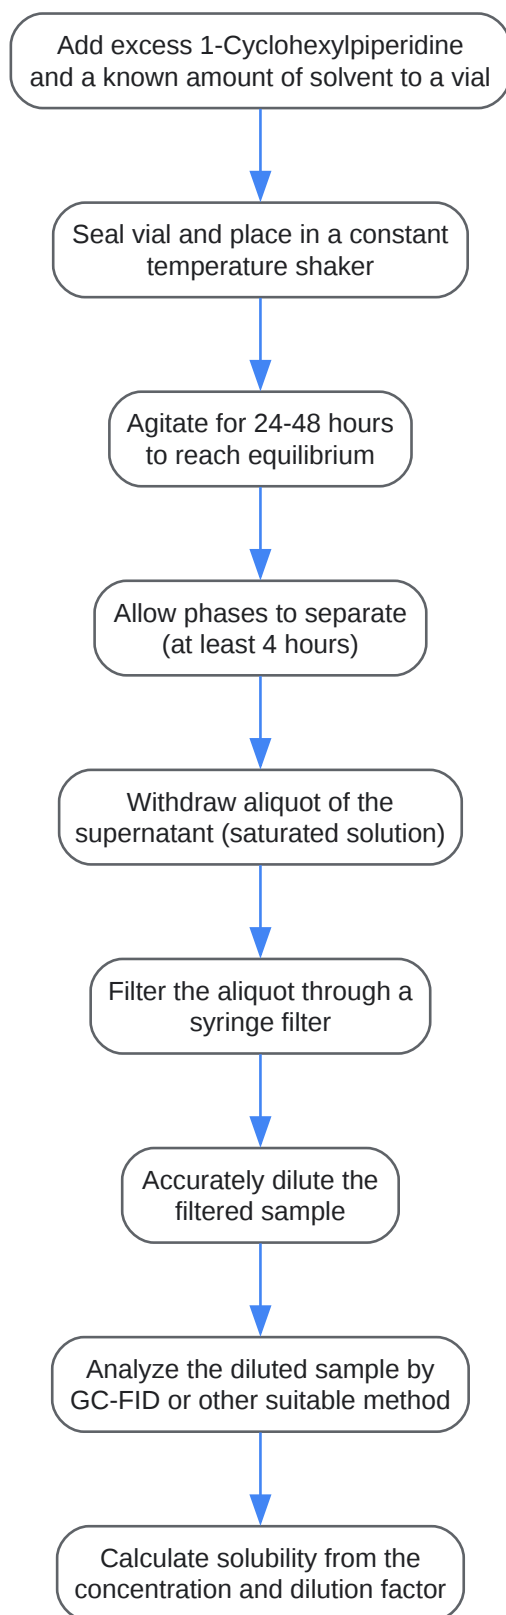 Add excess 1-Cyclohexylpiperidine
and a known amount of solvent to a vial
Seal vial and place in a constant
temperature shaker
Agitate for 24-48 hours
to reach equilibrium
Allow phases to separate
(at least 4 hours)
Withdraw aliquot of the
supernatant (saturated solution)
Filter the aliquot through a
syringe filter
Accurately dilute the
filtered sample
Analyze the diluted sample by
GC-FID or other suitable method
Calculate solubility from the
concentration and dilution factor